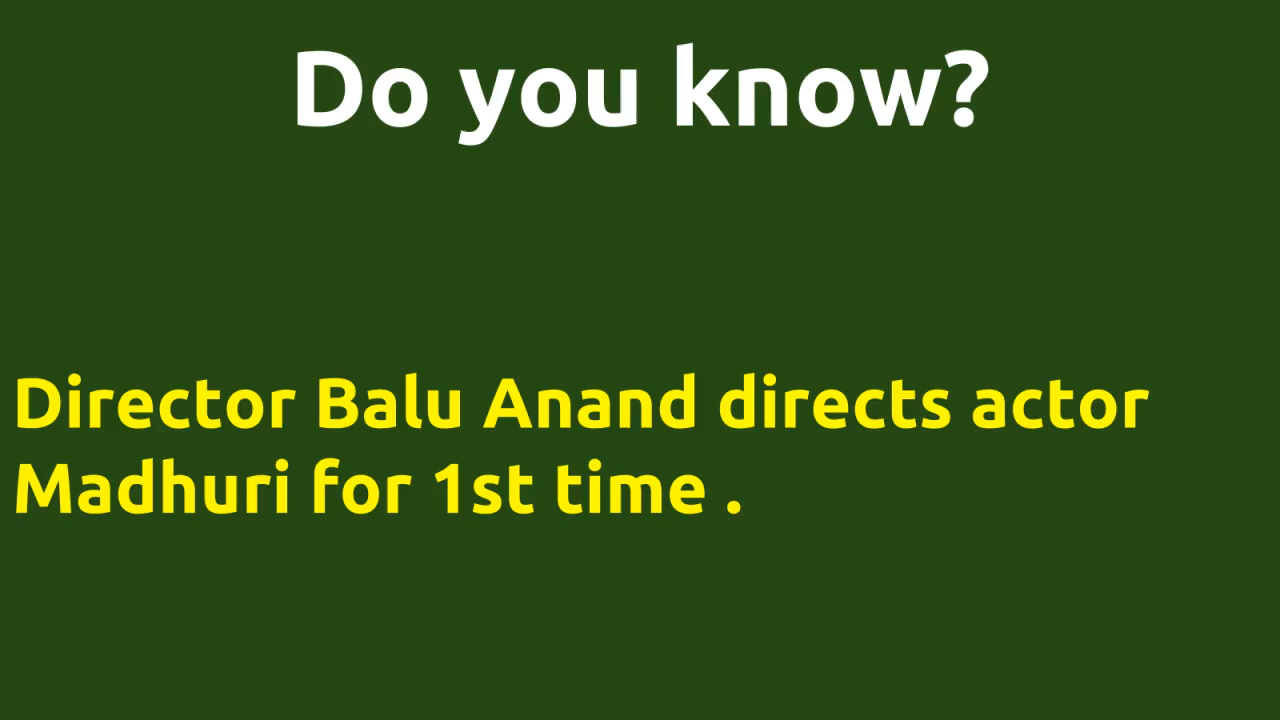 Do you know?
Director Balu Anand directs actor
Madhuri for 1st time .